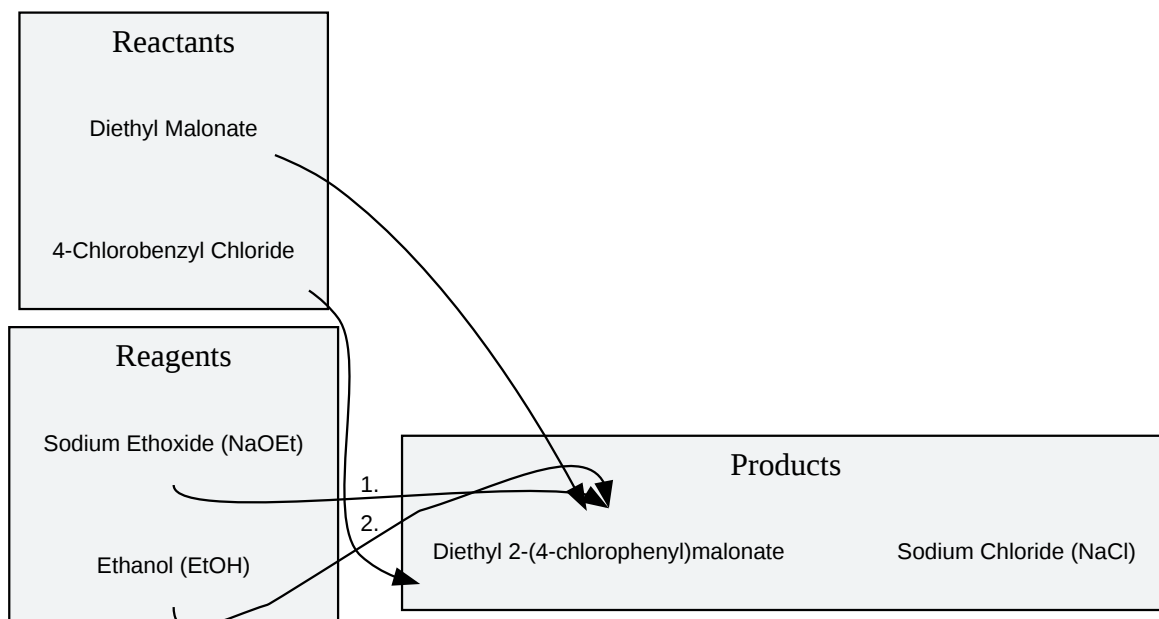 Reactants
Diethyl Malonate
4-Chlorobenzyl Chloride
Reagents
Sodium Ethoxide (NaOEt)
Ethanol (EtOH)
1.
2.
Products
Diethyl 2-(4-chlorophenyl)malonate
Sodium Chloride (NaCl)